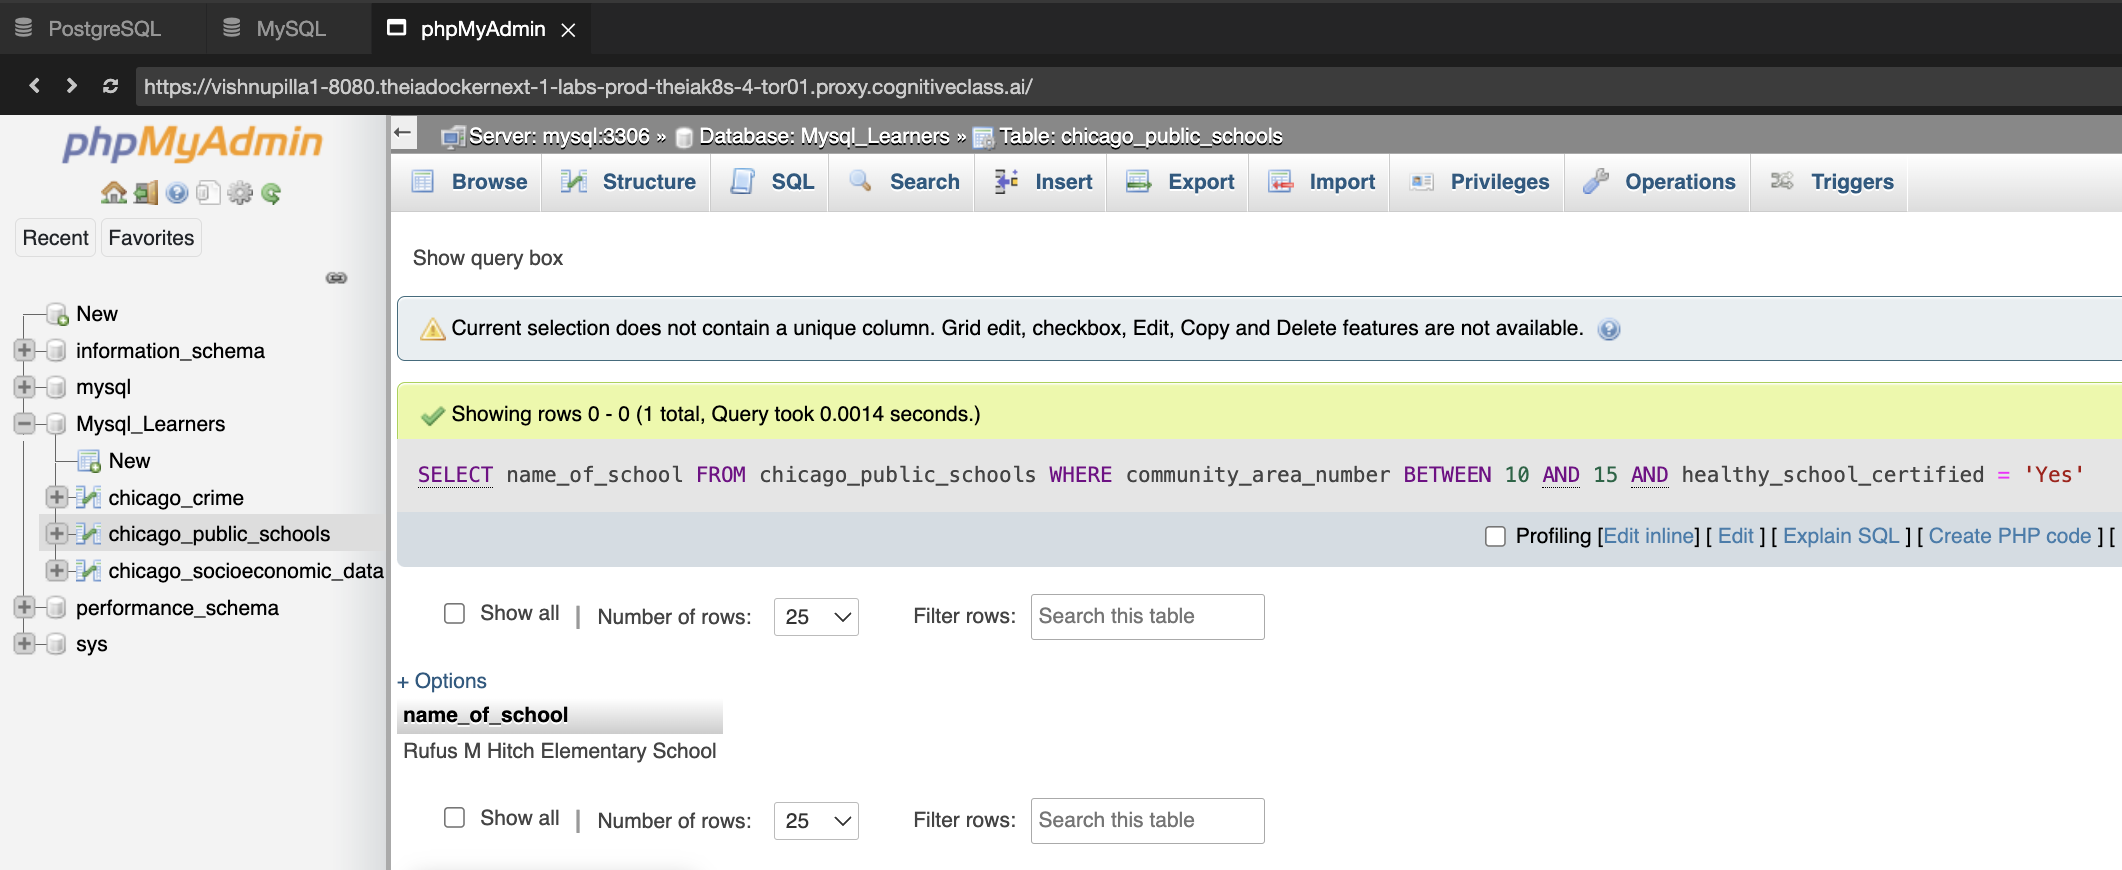 PostgreSQL
MySQL
phpMyAdmin
https://vishnupilla1-8080.theiadockernext-1-labs-prod-theiak8s-4-tor01.proxy.cognitiveclass.ai/
phpMyAdmin
Recent
Favorites
New
information_schema
mysql
Mysql_Learners
New
chicago_crime
chicago_public_schools
chicago_socioeconomic_data
performance_schema
sys
Server: mysql:3306 » Database: Mysql_Learners » Table: chicago_public_schools
Browse
Structure
SQL
Search
Insert
Export
Import
Privileges
Operations
Triggers
Show query box
Current selection does not contain a unique column. Grid edit, checkbox, Edit, Copy and Delete features are not available.
Showing rows 0 - 0 (1 total, Query took 0.0014 seconds.)
SELECT name_of_school FROM chicago_public_schools WHERE community_area_number BETWEEN 10 AND 15 AND healthy_school_certified = 'Yes'
Profiling [Edit inline] [ Edit ] [ Explain SQL ] [ Create PHP code ] [
Show all | Number of rows: 25 Filter rows: Search this table
+ Options
name_of_school
Rufus M Hitch Elementary School
Show all | Number of rows: 25 Filter rows: Search this table